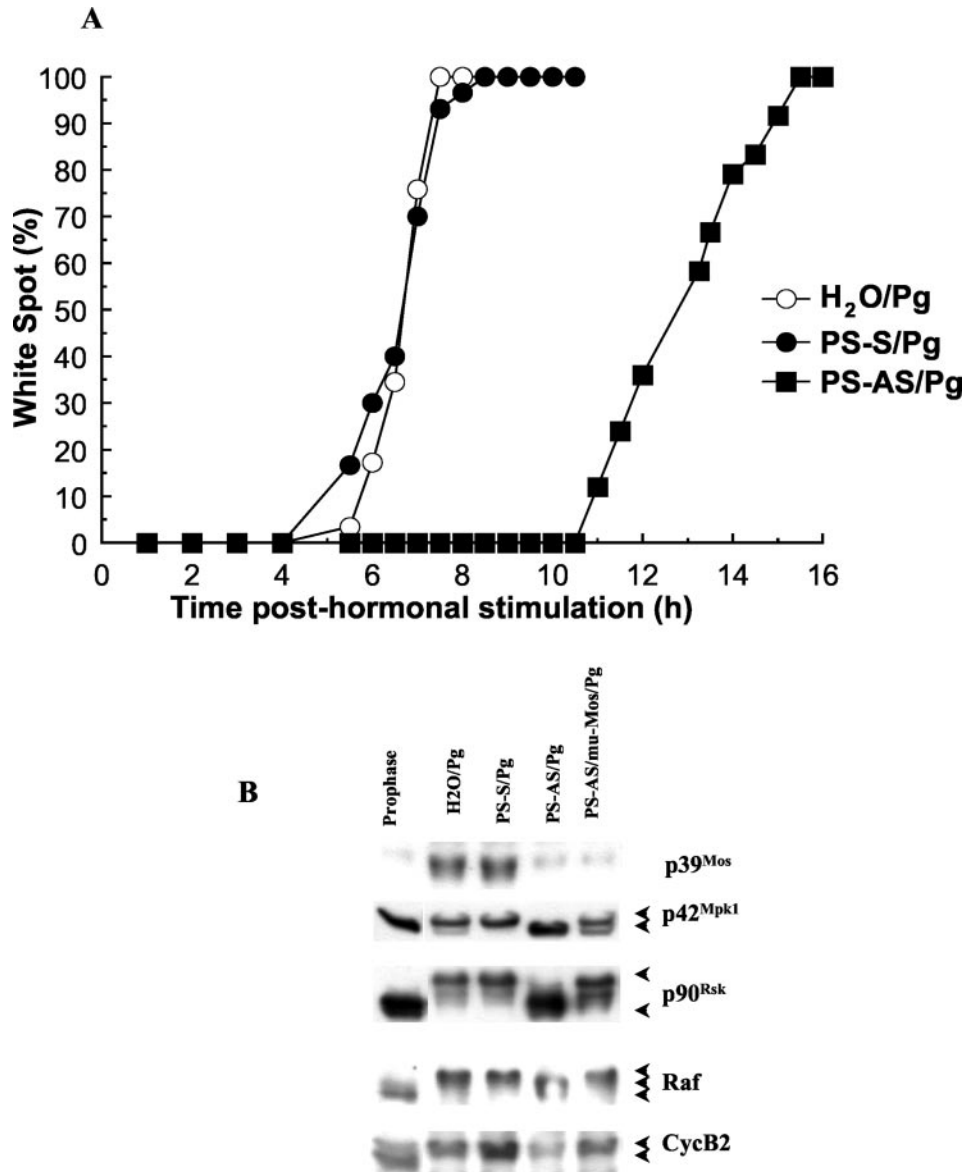 A
White Spot (%)
100
90
80
70
60
50
40
30
20
10
0
0 2 4 6 8 10 12 14 16
Time post-hormonal stimulation (h)
H₂O/Pg
PS-S/Pg
PS-AS/Pg
B
Prophase
H2O/Pg
PS-S/Pg
PS-AS/Pg
PS-AS/mu-Mos/Pg
p39Mos
p42Mpk1
p90Rsk
Raf
CycB2